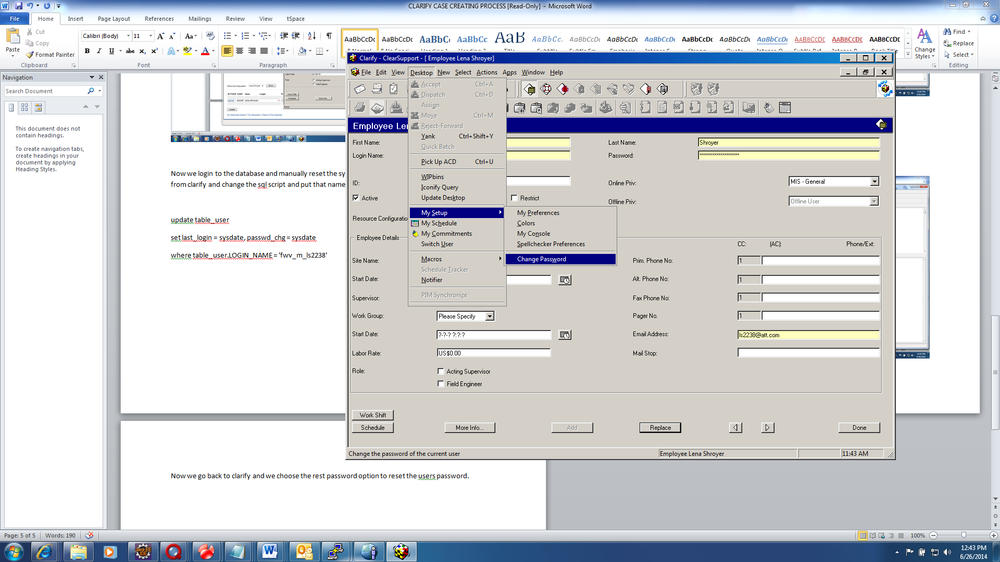 CLARIFY CASE CREATING PROCESS [Read-Only] - Microsoft Word
File Home Insert Page Layout References Mailings Review View tSpace
Cut
Copy
Format Painter
Paste
Clipboard
Calibri (Body) 11
Font
Paragraph
AaBbCcDc AaBbCcDc AaBbC AaBbCc AaB AaBbCc. AaBbCcDc AaBbCcDc AaBbCcDc AaBbCcDc AaBbCcDc AaBbCcDc AaBbCcDc AaBbCcDc AaBbCcDc
Change Styles
Find
Replace
Select
Editing
Navigation
Search Document
This document does not
contain headings.
To create navigation tabs,
create headings in your
document by applying
Heading Styles.
Now we login to the database and manually reset the sy
from clarify and change the sql script and put that name
update table_user
set last_login = sysdate, passwd_chg = sysdate
where table_user.LOGIN_NAME = 'fwv_m_ls2238'
Now we go back to clarify and we choose the rest password option to reset the users password.
Clarify - ClearSupport - [ Employee Lena Shroyer]
File Edit View Desktop New Select Actions Apps Window Help
Accept Ctrl+A
Dispatch Ctrl+D
Assign
Move Ctrl+M
Reject-Forward
Yank Ctrl+Shift+Y
Quick Batch
Pick Up ACD Ctrl+U
WIPbins
Iconify Query
Update Desktop
My Setup
My Schedule
My Commitments
Switch User
Macros
Schedule Tracker
Notifier
PIM Synchronize
My Preferences
Colors
My Console
Spellchecker Preferences
Change Password
Employee Le
First Name:
Last Name: Shroyer
Login Name:
Password: ******************
ID:
Online Priv: MIS - General
Active
Restrict
Offline Priv: Offline User
Resource Configuratio
Employee Details
CC: (AC): Phone/Ext:
Site Name:
Prim. Phone No: 1
Start Date:
Alt. Phone No: 1
Supervisor:
Fax Phone No: 1
Work Group: Please Specify
Pager No. 1
Start Date: ?-?-? ?:?:?
Email Address: ls2238@att.com
Labor Rate: US$0.00
Mail Stop:
Role: Acting Supervisor
Field Engineer
Work Shift
Schedule More Info... Add Replace Done
Change the password of the current user Employee Lena Shroyer 11:43 AM
Page: 5 of 5 Words: 190 100%
12:43 PM
6/26/2014